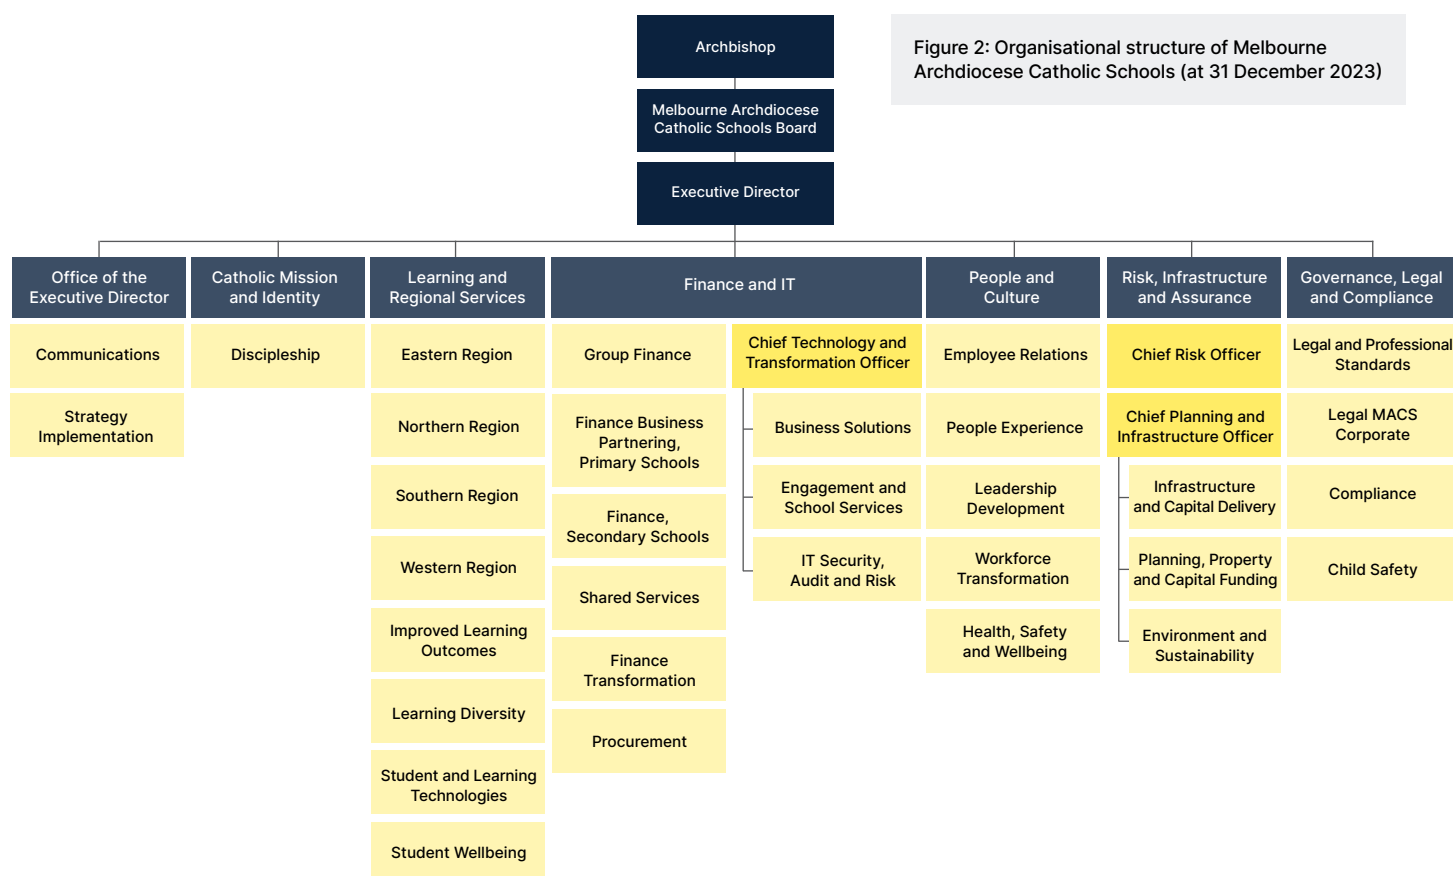 Archbishop
Figure 2: Organisational structure of Melbourne
Archdiocese Catholic Schools (at 31 December 2023)
Melbourne Archdiocese
Catholic Schools Board
Executive Director
Office of the
Executive Director
Communications
Strategy
Implementation
Catholic Mission
and Identity
Discipleship
Learning and
Regional Services
Eastern Region
Northern Region
Southern Region
Western Region
Improved Learning
Outcomes
Learning Diversity
Student and Learning
Technologies
Student Wellbeing
Finance and IT
Group Finance
Finance Business
Partnering,
Primary Schools
Finance,
Secondary Schools
Shared Services
Finance
Transformation
Procurement
Chief Technology and
Transformation Officer
Business Solutions
Engagement and
School Services
IT Security,
Audit and Risk
People and
Culture
Employee Relations
People Experience
Leadership
Development
Workforce
Transformation
Health, Safety
and Wellbeing
Risk, Infrastructure
and Assurance
Chief Risk Officer
Chief Planning and
Infrastructure Officer
Infrastructure
and Capital Delivery
Planning, Property
and Capital Funding
Environment and
Sustainability
Governance, Legal
and Compliance
Legal and Professional
Standards
Legal MACS
Corporate
Compliance
Child Safety